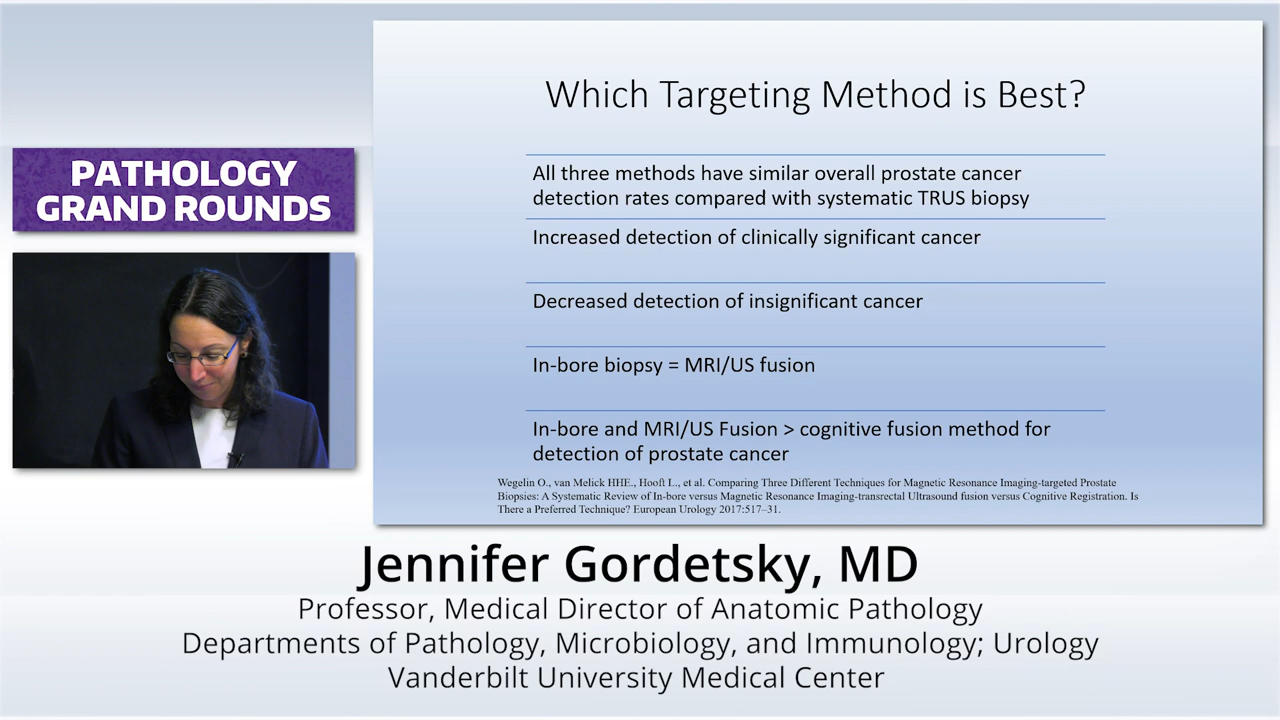 PATHOLOGY
GRAND ROUNDS
Which Targeting Method is Best?
All three methods have similar overall prostate cancer
detection rates compared with systematic TRUS biopsy
Increased detection of clinically significant cancer
Decreased detection of insignificant cancer
In-bore biopsy = MRI/US fusion
In-bore and MRI/US Fusion > cognitive fusion method for
detection of prostate cancer
Wegelin O., van Melick HHE., Hooft L., et al. Comparing Three Different Techniques for Magnetic Resonance Imaging-targeted Prostate
Biopsies: A Systematic Review of In-bore versus Magnetic Resonance Imaging-transrectal Ultrasound fusion versus Cognitive Registration. Is
There a Preferred Technique? European Urology 2017:517–31.
Jennifer Gordetsky, MD
Professor, Medical Director of Anatomic Pathology
Departments of Pathology, Microbiology, and Immunology; Urology
Vanderbilt University Medical Center